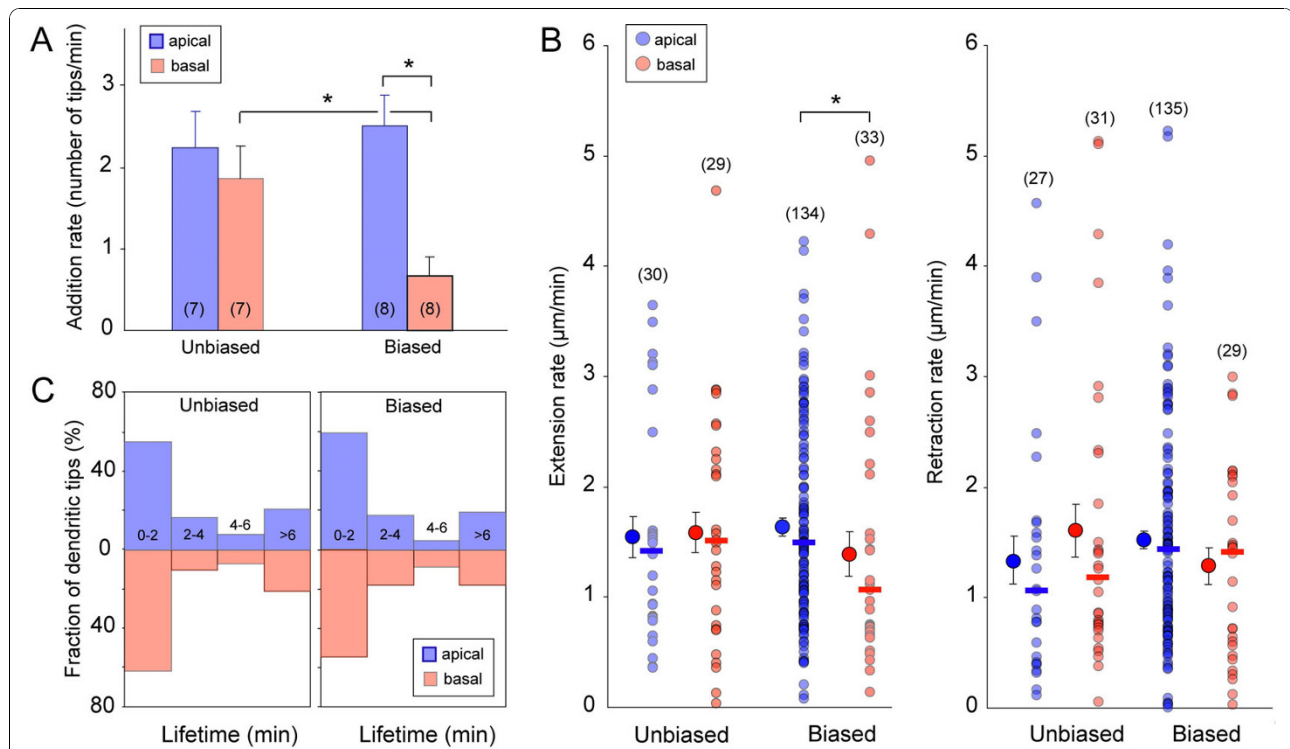 A
apical
basal
Addition rate (number of tips/min)
3
2
1
0
*
*
(7)
(7)
(8)
(8)
Unbiased
Biased
B
apical
basal
Extension rate (µm/min)
6
5
4
3
2
1
0
(30)
(29)
(134)
*
(33)
Unbiased
Biased
Retraction rate (µm/min)
6
5
4
3
2
1
0
(27)
(31)
(135)
(29)
Unbiased
Biased
C
Fraction of dendritic tips (%)
80
40
0
40
80
Unbiased
0-2
2-4
4-6
>6
Biased
0-2
2-4
4-6
>6
apical
basal
Lifetime (min)
Lifetime (min)